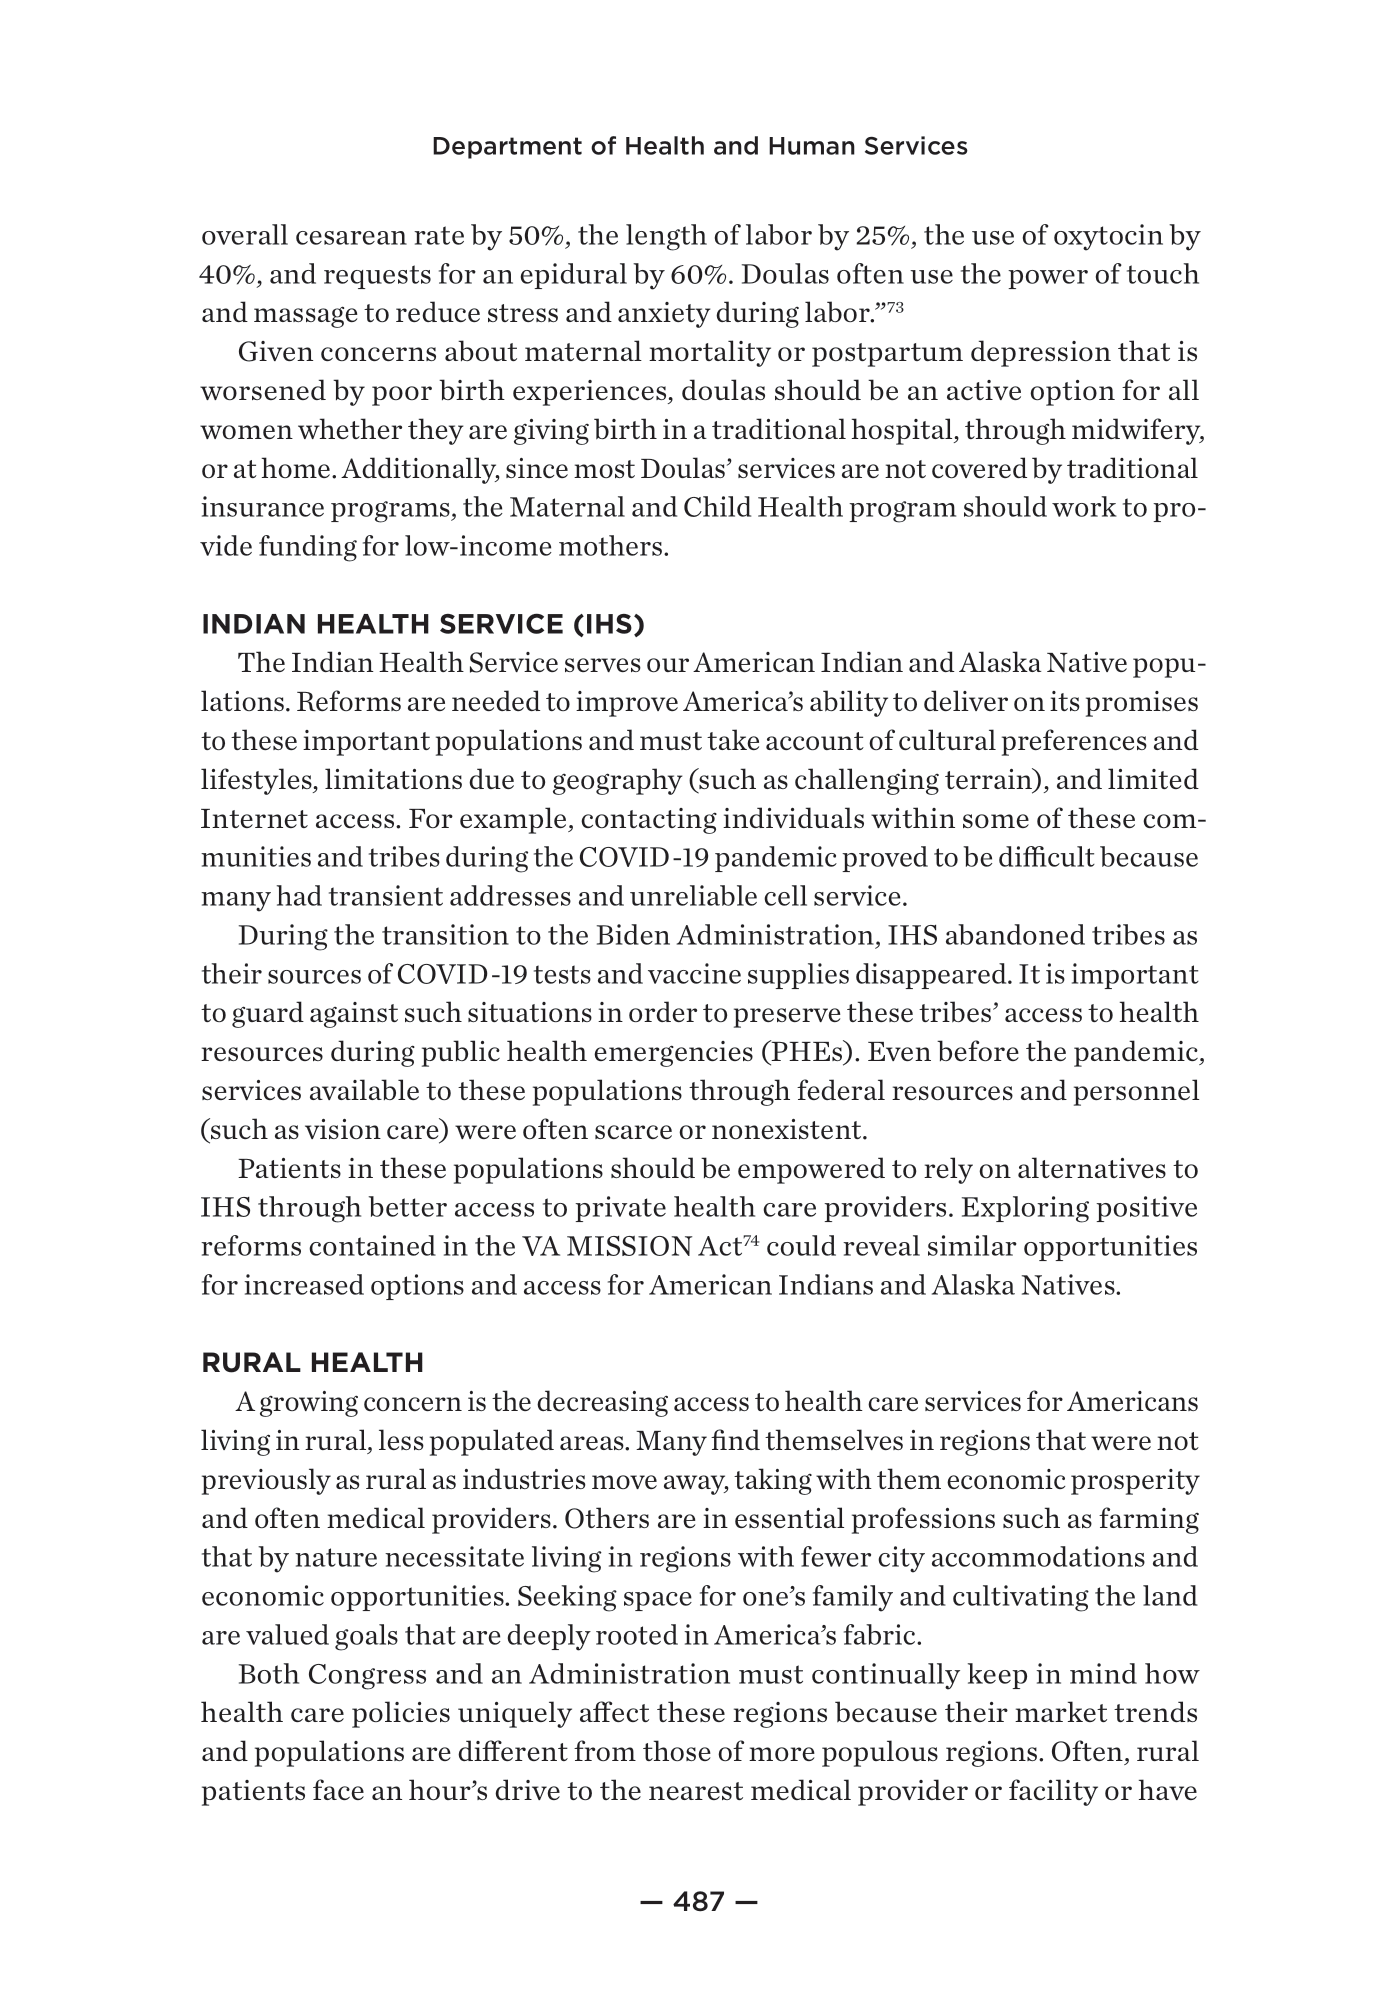 Department of Health and Human Services
overall cesarean rate by 50%, the length of labor by 25%, the use of oxytocin by
40%, and requests for an epidural by 60%. Doulas often use the power of touch
and massage to reduce stress and anxiety during labor.”73
Given concerns about maternal mortality or postpartum depression that is
worsened by poor birth experiences, doulas should be an active option for all
women whether they are giving birth in a traditional hospital, through midwifery,
or at home. Additionally, since most Doulas’ services are not covered by traditional
insurance programs, the Maternal and Child Health program should work to pro-
vide funding for low-income mothers.
INDIAN HEALTH SERVICE (IHS)
The Indian Health Service serves our American Indian and Alaska Native popu-
lations. Reforms are needed to improve America’s ability to deliver on its promises
to these important populations and must take account of cultural preferences and
lifestyles, limitations due to geography (such as challenging terrain), and limited
Internet access. For example, contacting individuals within some of these com-
munities and tribes during the COVID-19 pandemic proved to be difficult because
many had transient addresses and unreliable cell service.
During the transition to the Biden Administration, IHS abandoned tribes as
their sources of COVID-19 tests and vaccine supplies disappeared. It is important
to guard against such situations in order to preserve these tribes’ access to health
resources during public health emergencies (PHEs). Even before the pandemic,
services available to these populations through federal resources and personnel
(such as vision care) were often scarce or nonexistent.
Patients in these populations should be empowered to rely on alternatives to
IHS through better access to private health care providers. Exploring positive
reforms contained in the VA MISSION Act74 could reveal similar opportunities
for increased options and access for American Indians and Alaska Natives.
RURAL HEALTH
A growing concern is the decreasing access to health care services for Americans
living in rural, less populated areas. Many find themselves in regions that were not
previously as rural as industries move away, taking with them economic prosperity
and often medical providers. Others are in essential professions such as farming
that by nature necessitate living in regions with fewer city accommodations and
economic opportunities. Seeking space for one’s family and cultivating the land
are valued goals that are deeply rooted in America’s fabric.
Both Congress and an Administration must continually keep in mind how
health care policies uniquely affect these regions because their market trends
and populations are different from those of more populous regions. Often, rural
patients face an hour’s drive to the nearest medical provider or facility or have
— 487 —